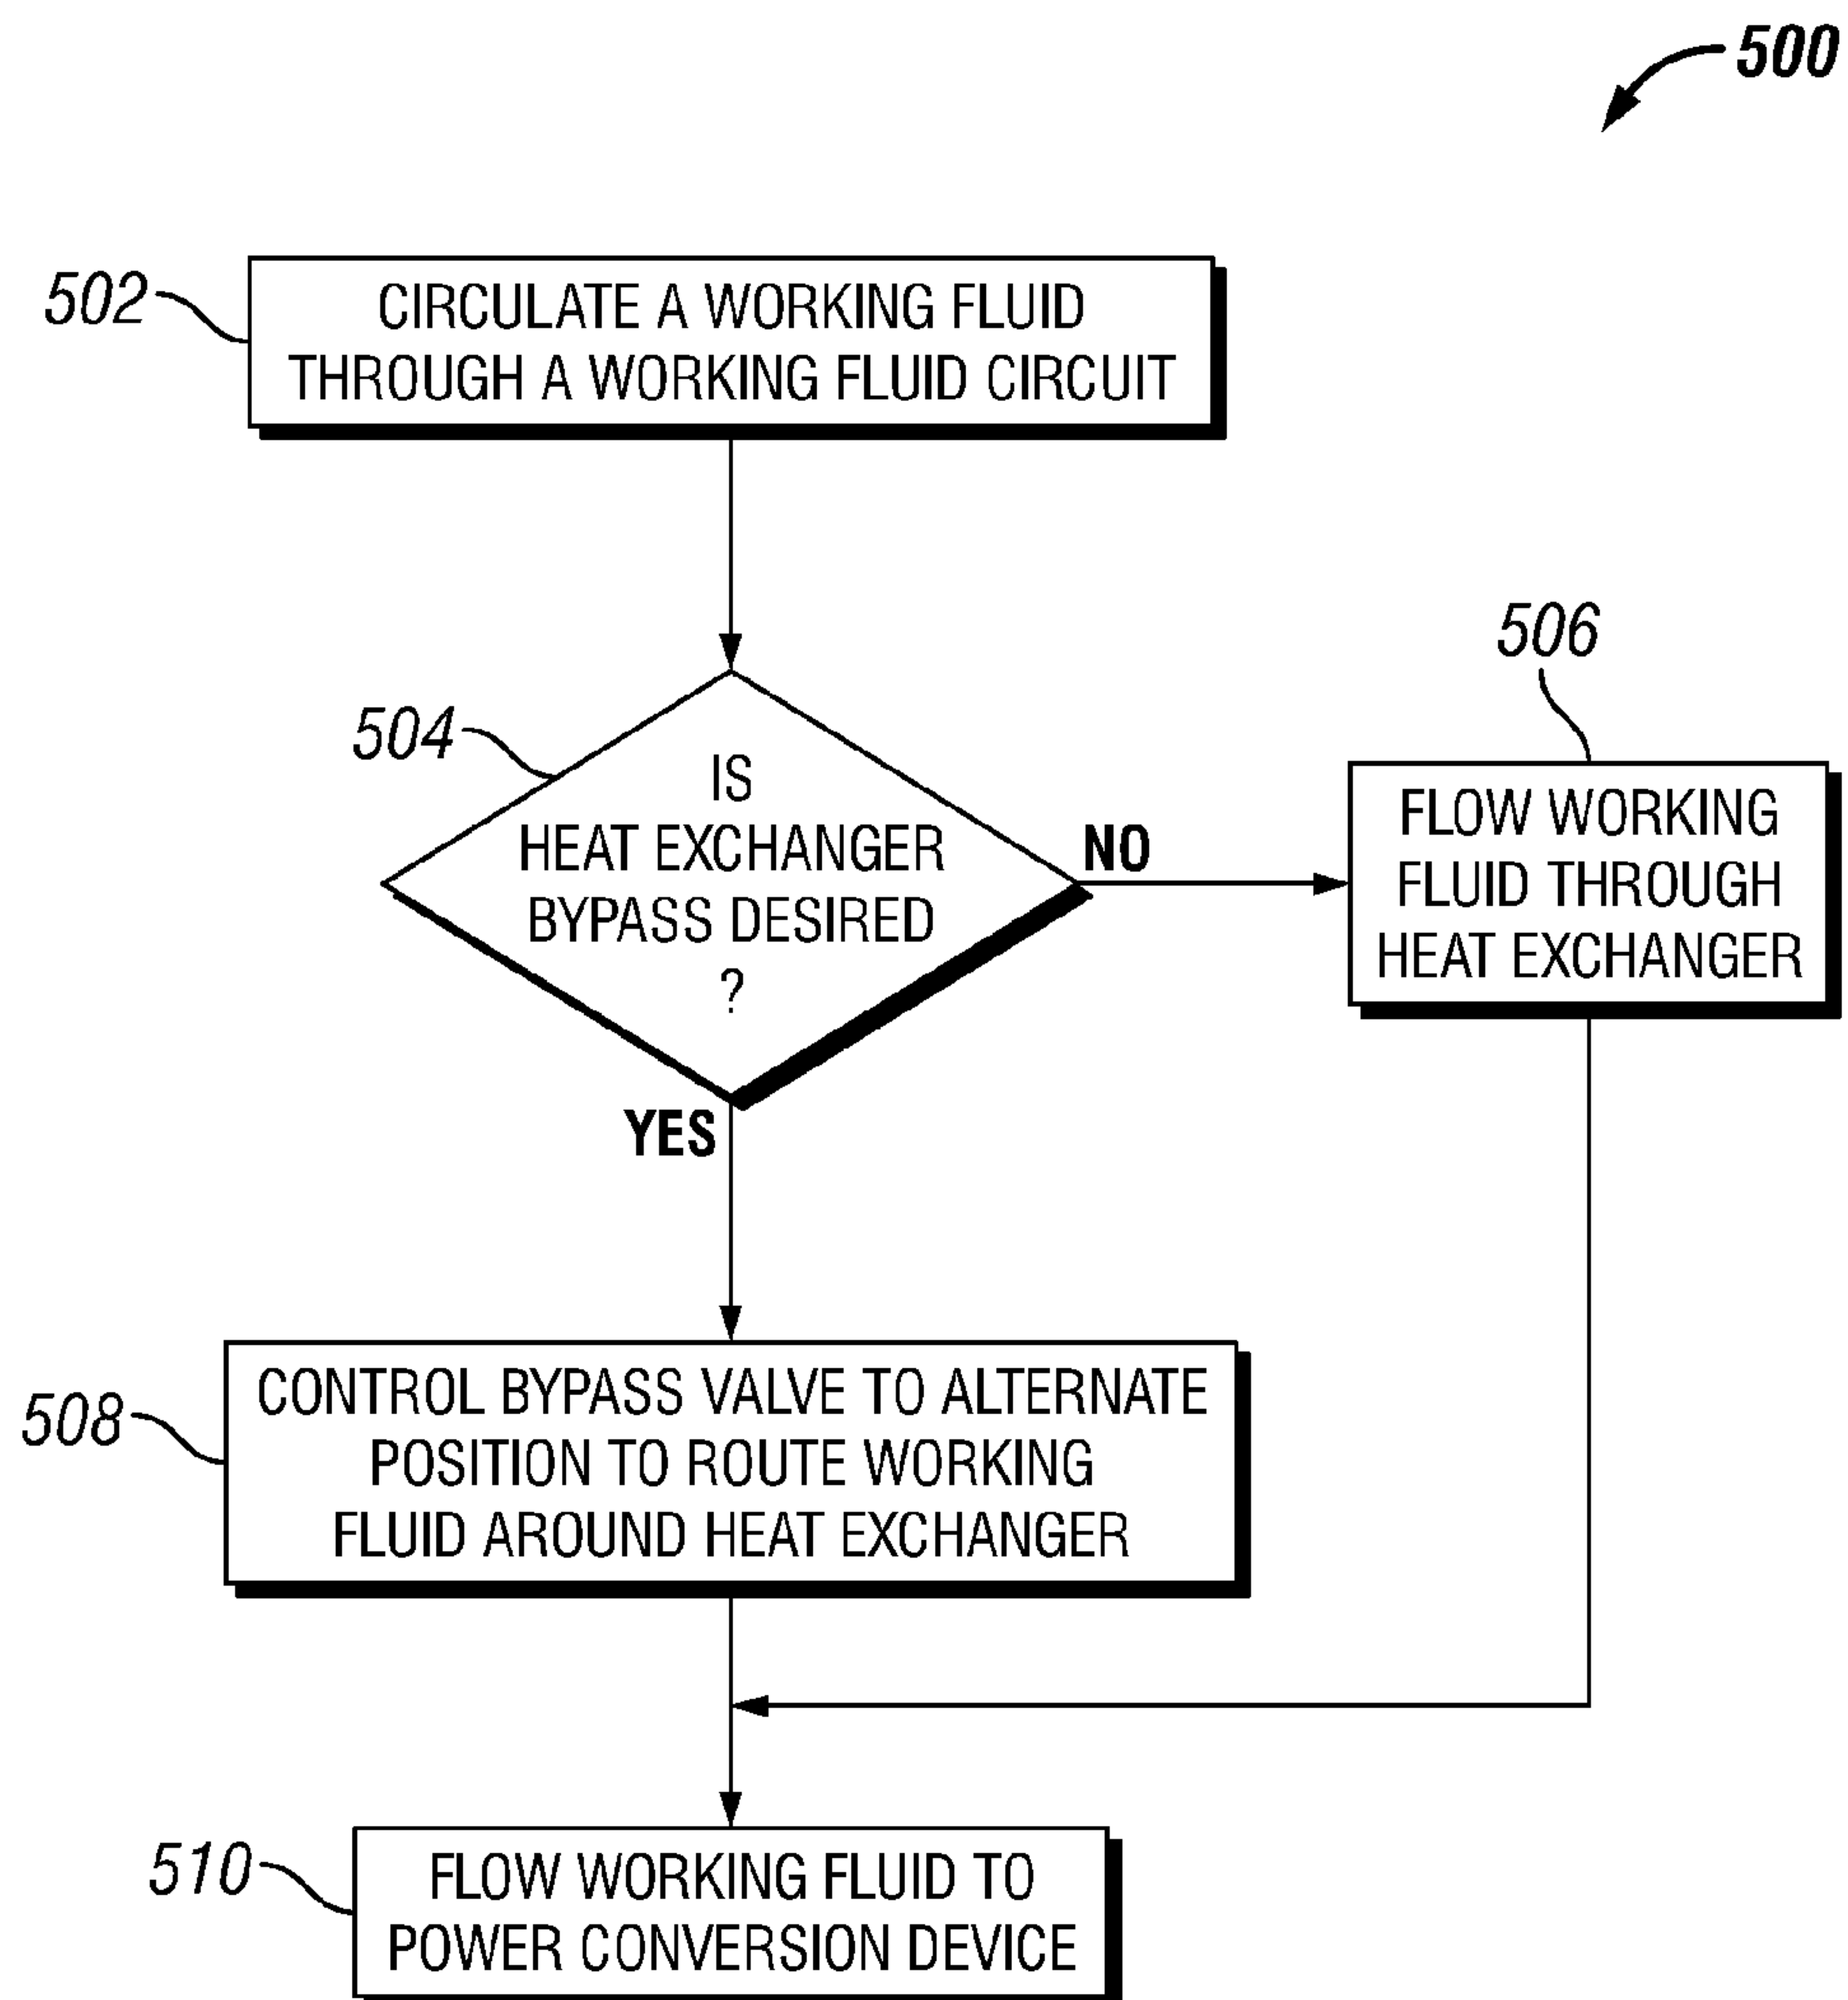 500
502
CIRCULATE A WORKING FLUID
THROUGH A WORKING FLUID CIRCUIT
504
IS
HEAT EXCHANGER
BYPASS DESIRED
?
NO
506
FLOW WORKING
FLUID THROUGH
HEAT EXCHANGER
YES
508
CONTROL BYPASS VALVE TO ALTERNATE
POSITION TO ROUTE WORKING
FLUID AROUND HEAT EXCHANGER
510
FLOW WORKING FLUID TO
POWER CONVERSION DEVICE